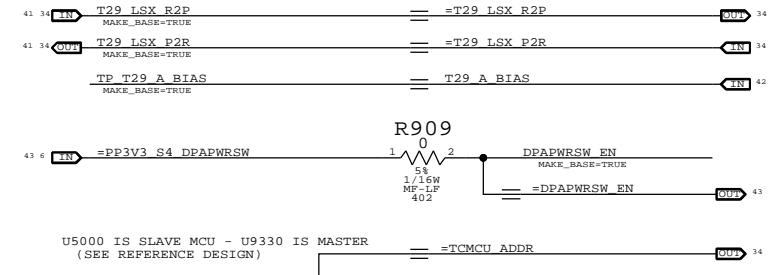 41 34 IN T29_LSX_R2P =T29_LSX_R2P OUT 34
MAKE_BASE=TRUE
41 34 OUT T29_LSX_P2R =T29_LSX_P2R IN 34
MAKE_BASE=TRUE
TP_T29_A_BIAS T29_A_BIAS IN 42
MAKE_BASE=TRUE
R909
0
43 6 IN =PP3V3_S4_DPAPWRSW 1 2 DPAPWRSW_EN
MAKE_BASE=TRUE
5%
1/16W
MF-LF
402
=DPAPWRSW_EN OUT 43
U5000 IS SLAVE MCU - U9330 IS MASTER
(SEE REFERENCE DESIGN)
=TCMCU_ADDR OUT 34